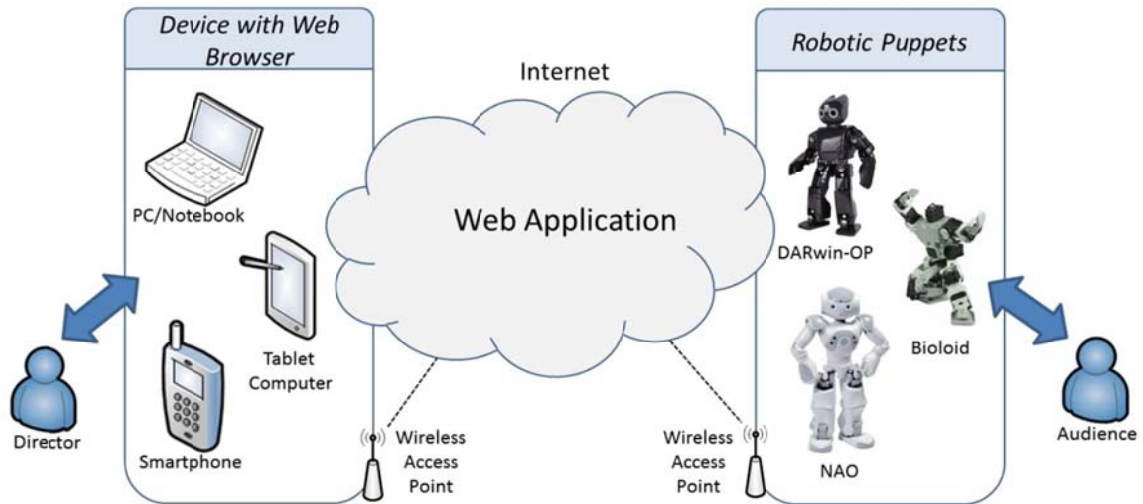 Device with Web
Browser
PC/Notebook
Tablet
Computer
Smartphone
Director
Internet
Web Application
Wireless
Access
Point
Wireless
Access
Point
Robotic Puppets
DARwin-OP
Bioloid
NAO
Audience